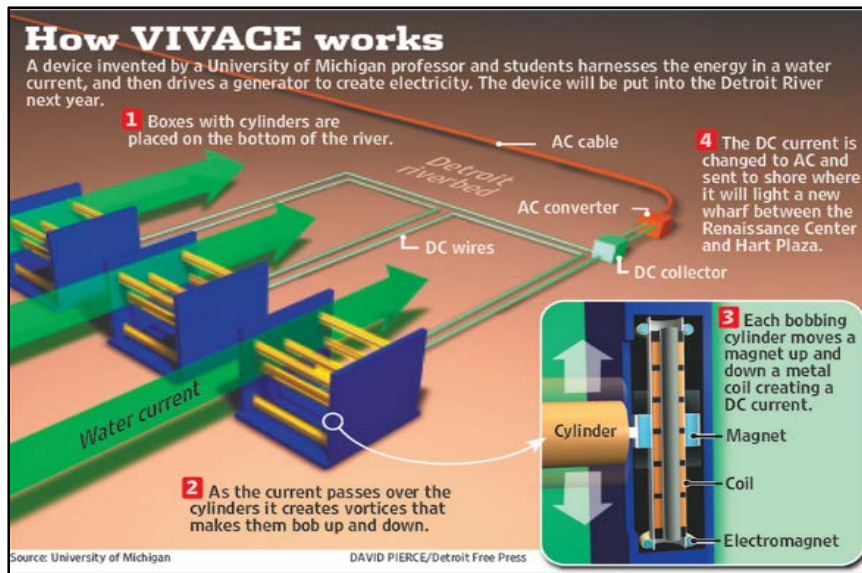 How VIVACE works
A device invented by a University of Michigan professor and students harnesses the energy in a water
current, and then drives a generator to create electricity. The device will be put into the Detroit River
next year.
1 Boxes with cylinders are
placed on the bottom of the river.
AC cable
4 The DC current is
changed to AC and
sent to shore where
it will light a new
wharf between the
Renaissance Center
and Hart Plaza.
Detroit
riverbed
AC converter
DC wires
DC collector
Water current
2 As the current passes over the
cylinders it creates vortices that
makes them bob up and down.
3 Each bobbing
cylinder moves a
magnet up and
down a metal
coil creating a
DC current.
Cylinder
Magnet
Coil
Electromagnet
Source: University of Michigan
DAVID PIERCE/Detroit Free Press